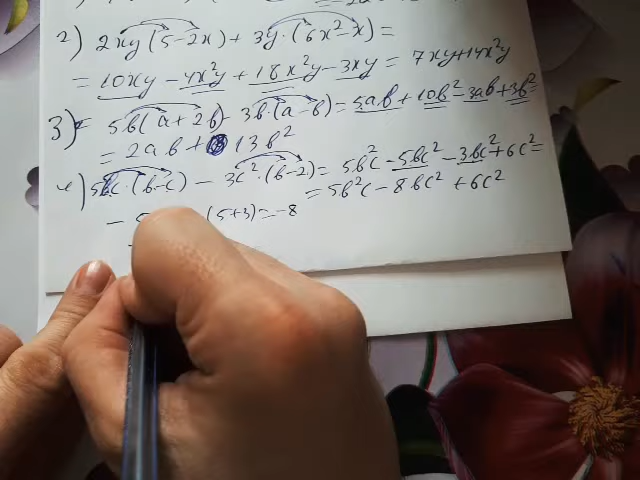 2) 2xy(5-2x)+3y·(6x²-x)=
=10xy-4x²y+18x²y-3xy=7xy+14x²y
3) 5b(a+2b)-3b·(a-b)=5ab+10b²-3ab+3b²=
=2ab+13b²
4) 5bc·(b-c)-3c²·(b-2)=5b²c-5bc²-3bc²+6c²=
=5b²c-8bc²+6c²
-5 (5+3)=-8